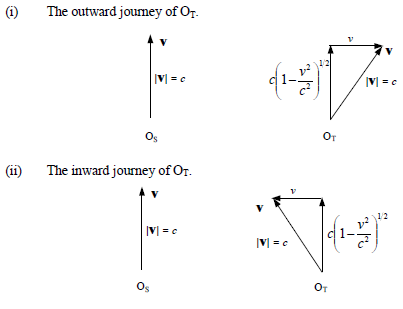 (i) The outward journey of O_T.
v
|v| = c
O_S
v
v
c(1-v²/c²)^1/2
|v| = c
O_T
(ii) The inward journey of O_T.
v
|v| = c
O_S
v
v
|v| = c
c(1-v²/c²)^1/2
O_T